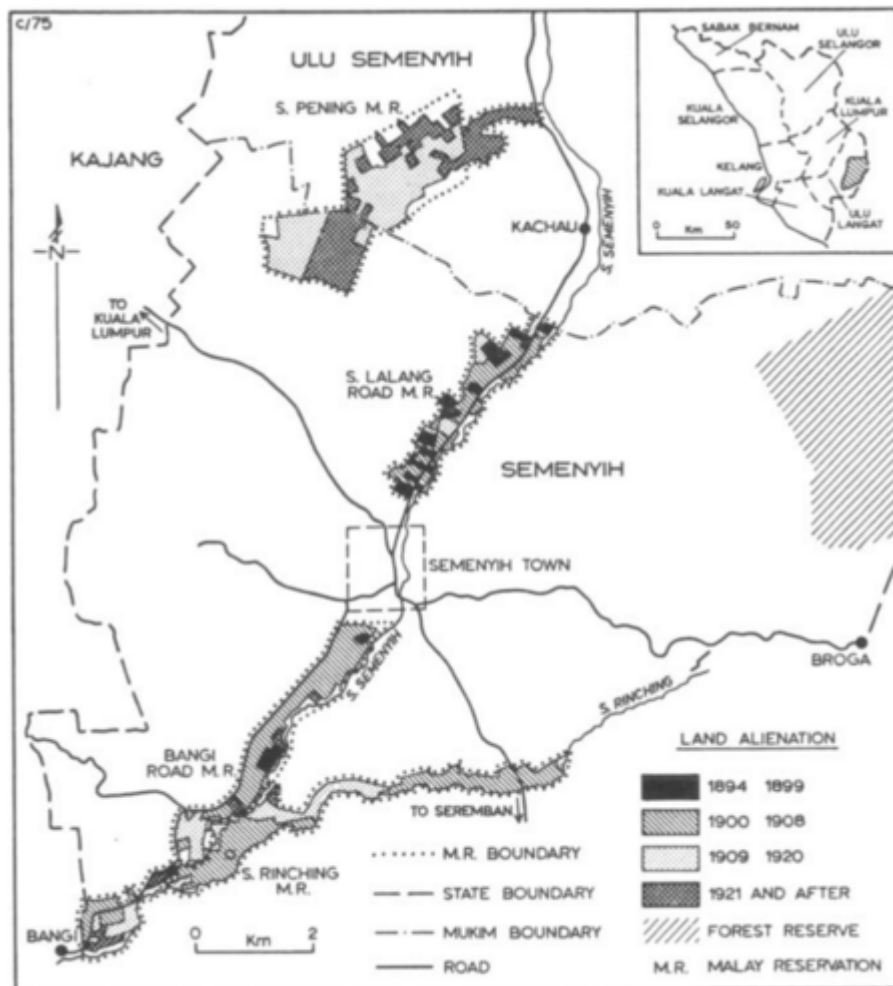 c/75
ULU SEMENYIH
S. PENING M.R.
KAJANG
KACHAU
S. SEMENYIH
N
TO
KUALA
LUMPUR
S. LALANG
ROAD M.R.
SEMENYIH
SEMENYIH TOWN
BROGA
S. SEMENYIH
S. RINCHING
BANGI
ROAD M.R.
TO SEREMBAN
S. RINCHING
M.R.
BANGI
0 2
Km
SABAK BERNAM
ULU
SELANGOR
KUALA
SELANGOR
KUALA
LUMPUR
KELANG
KUALA LANGAT
ULU
LANGAT
0 50
Km
M.R. BOUNDARY
STATE BOUNDARY
MUKIM BOUNDARY
ROAD
LAND ALIENATION
1894 1899
1900 1908
1909 1920
1921 AND AFTER
FOREST RESERVE
M.R. MALAY RESERVATION